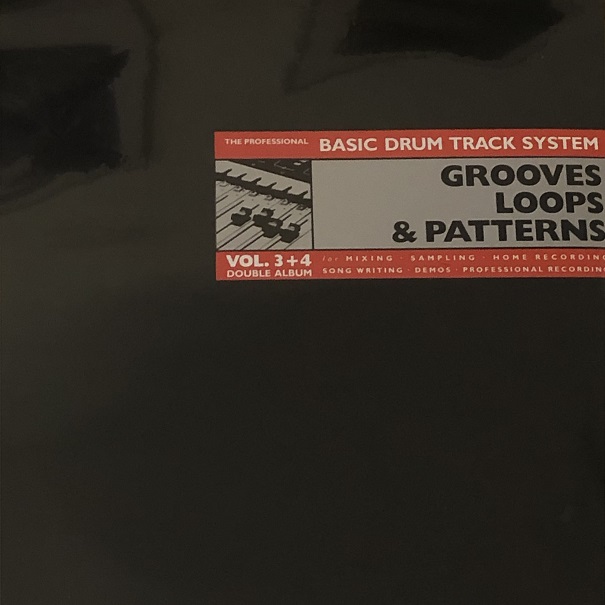 THE PROFESSIONAL BASIC DRUM TRACK SYSTEM
GROOVES
LOOPS
& PATTERNS
VOL. 3+4
DOUBLE ALBUM
for MIXING · SAMPLING · HOME RECORDING
SONG WRITING · DEMOS · PROFESSIONAL RECORDING